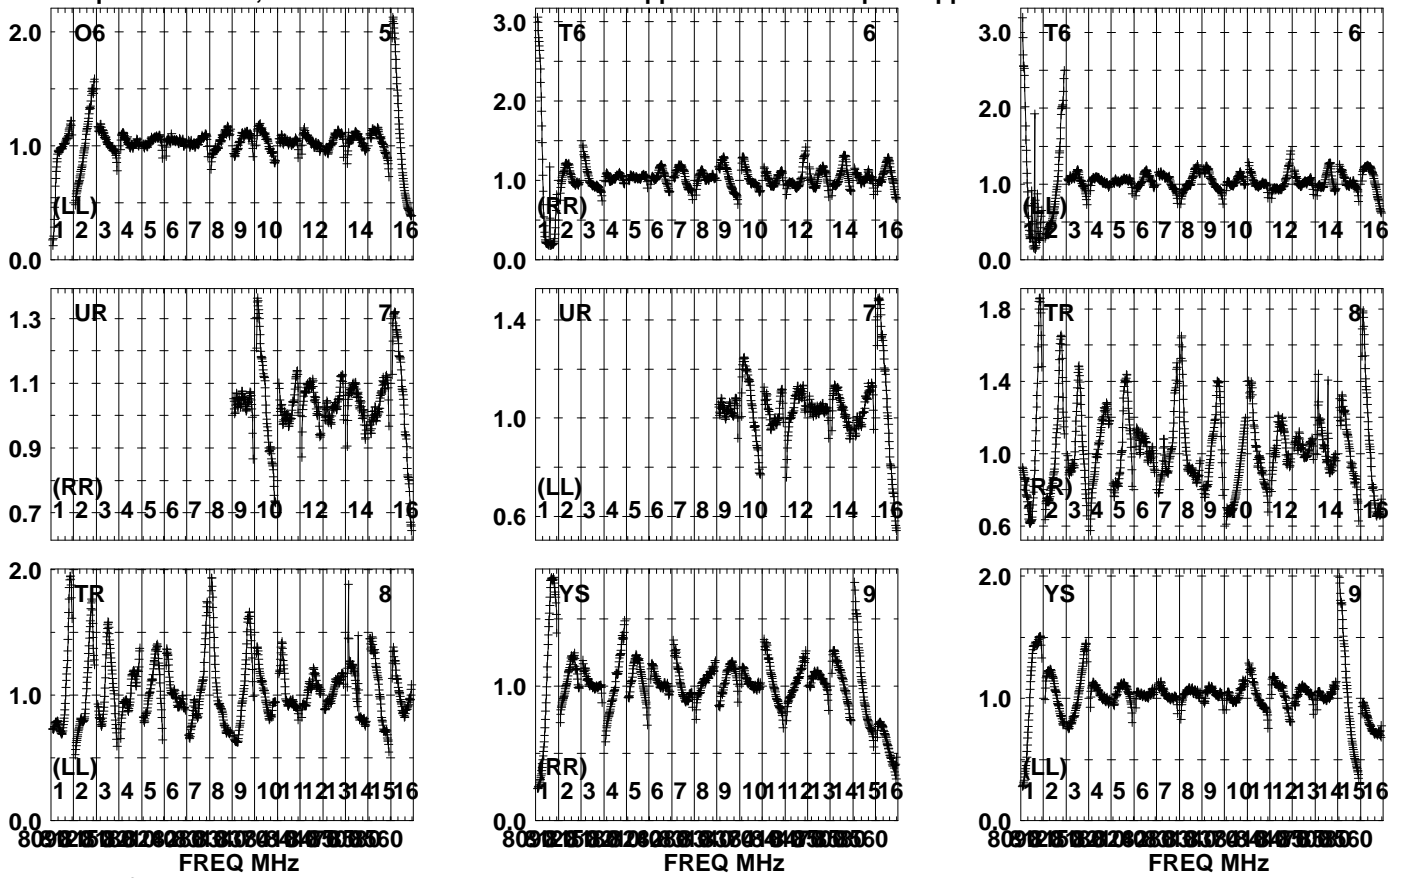 2.0 O6 5 3.0 T6 6 3.0 T6 6
2.0 2.0
1.0 1.0 1.0
(LL) (RR) (LL)
1 2 3 4 5 6 7 8 9 10 12 14 16 1 2 3 4 5 6 7 8 9 10 12 14 16 1 2 3 4 5 6 7 8 9 10 12 14 16
0.0 0.0 0.0
1.3 UR 7 1.4 UR 7 1.8 TR 8
1.1 1.4
1.0
0.9 1.0
(RR) (LL) (RR)
0.7 1 2 3 4 5 6 7 8 9 10 12 14 16 0.6 1 2 3 4 5 6 7 8 9 10 12 14 16 0.6 1 2 3 4 5 6 7 8 9 10 12 14 16
2.0 TR 8 YS 9 2.0 YS 9
1.0 1.0 1.0
(LL) (RR) (LL)
1 2 3 4 5 6 7 8 9 10 11 12 13 14 15 16 1 2 3 4 5 6 7 8 9 10 11 12 13 14 15 16 1 2 3 4 5 6 7 8 9 10 11 12 13 14 15 16
0.0 0.0 0.0
FREQ MHz FREQ MHz FREQ MHz